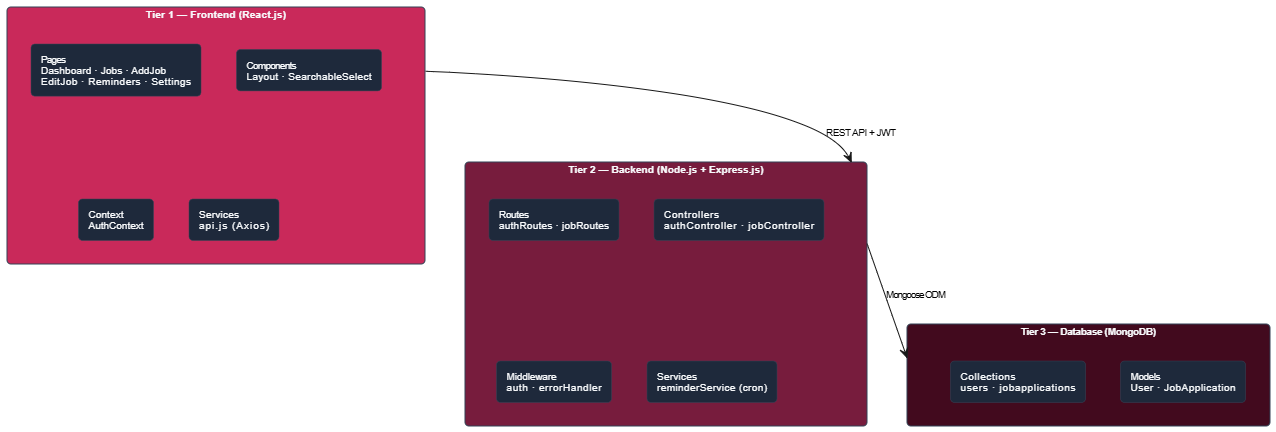 Tier 1 — Frontend (React.js)
Pages
Dashboard · Jobs · AddJob
EditJob · Reminders · Settings
Components
Layout · SearchableSelect
Context
AuthContext
Services
api.js (Axios)
REST API + JWT
Tier 2 — Backend (Node.js + Express.js)
Routes
authRoutes · jobRoutes
Controllers
authController · jobController
Middleware
auth · errorHandler
Services
reminderService (cron)
Mongoose ODM
Tier 3 — Database (MongoDB)
Collections
users · jobapplications
Models
User · JobApplication